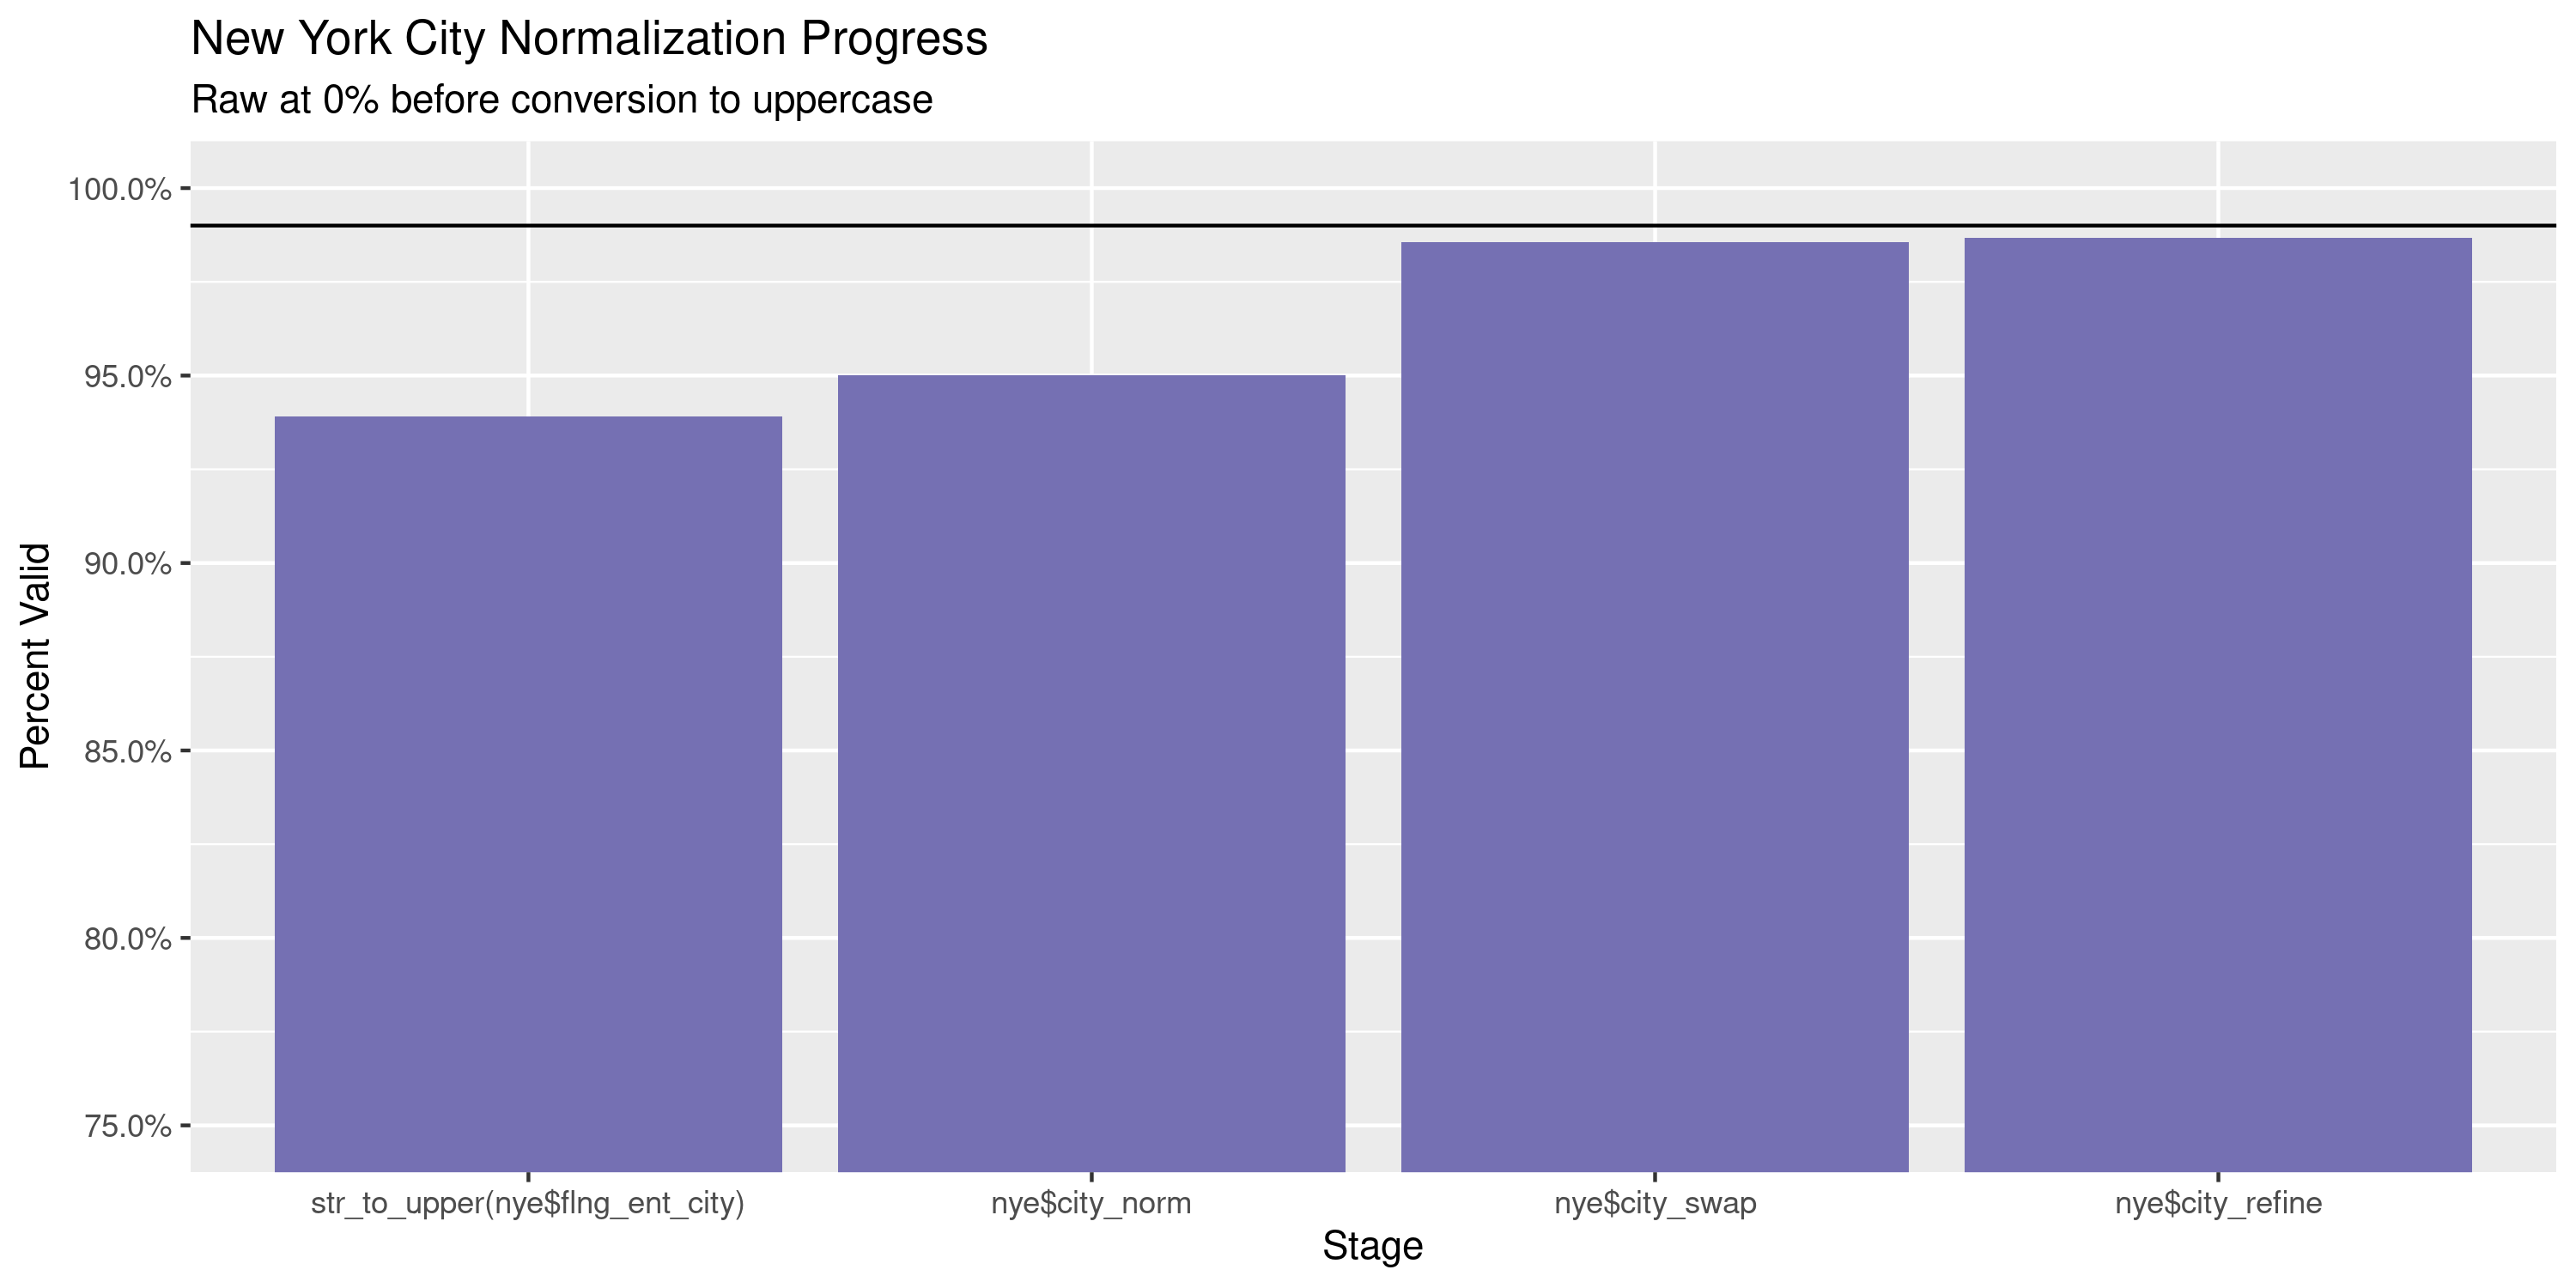 New York City Normalization Progress
Raw at 0% before conversion to uppercase
100.0%
95.0%
90.0%
85.0%
80.0%
75.0%
Percent Valid
str_to_upper(nye$flng_ent_city)
nye$city_norm
nye$city_swap
nye$city_refine
Stage